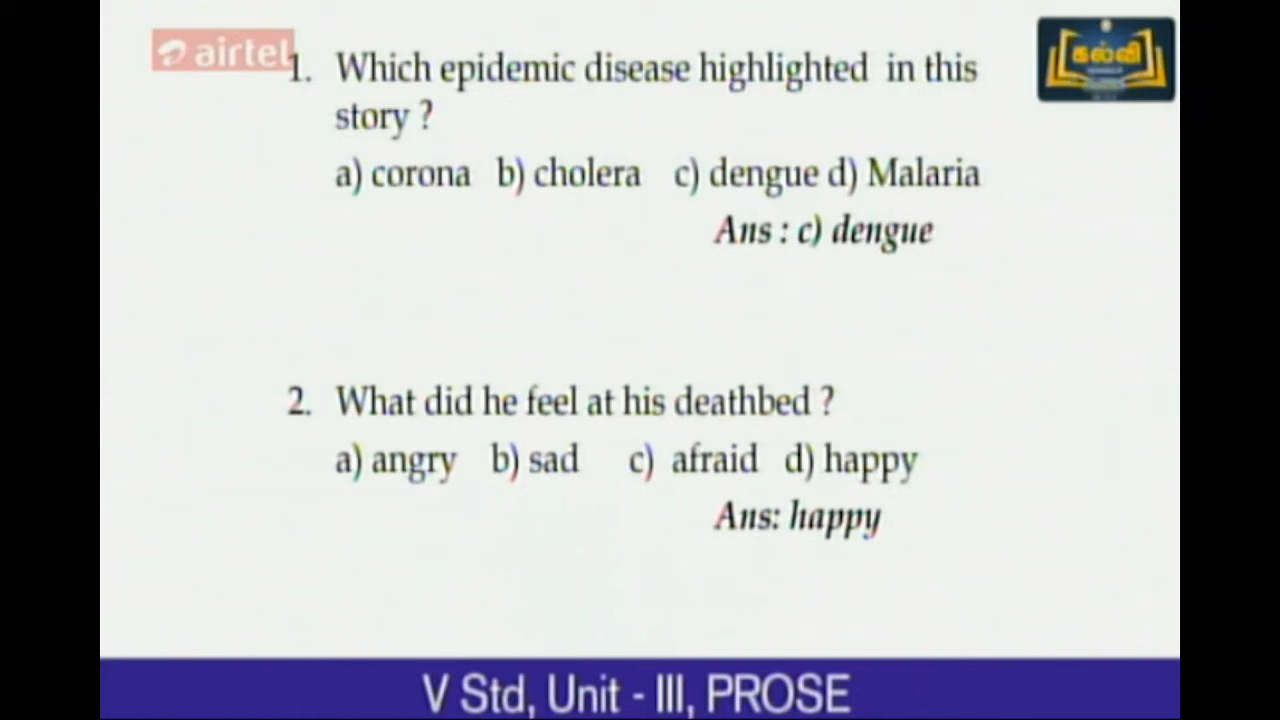 airtel
கல்வி
1. Which epidemic disease highlighted in this
story ?
a) corona b) cholera c) dengue d) Malaria
Ans : c) dengue
2. What did he feel at his deathbed ?
a) angry b) sad c) afraid d) happy
Ans: happy
V Std, Unit - III, PROSE